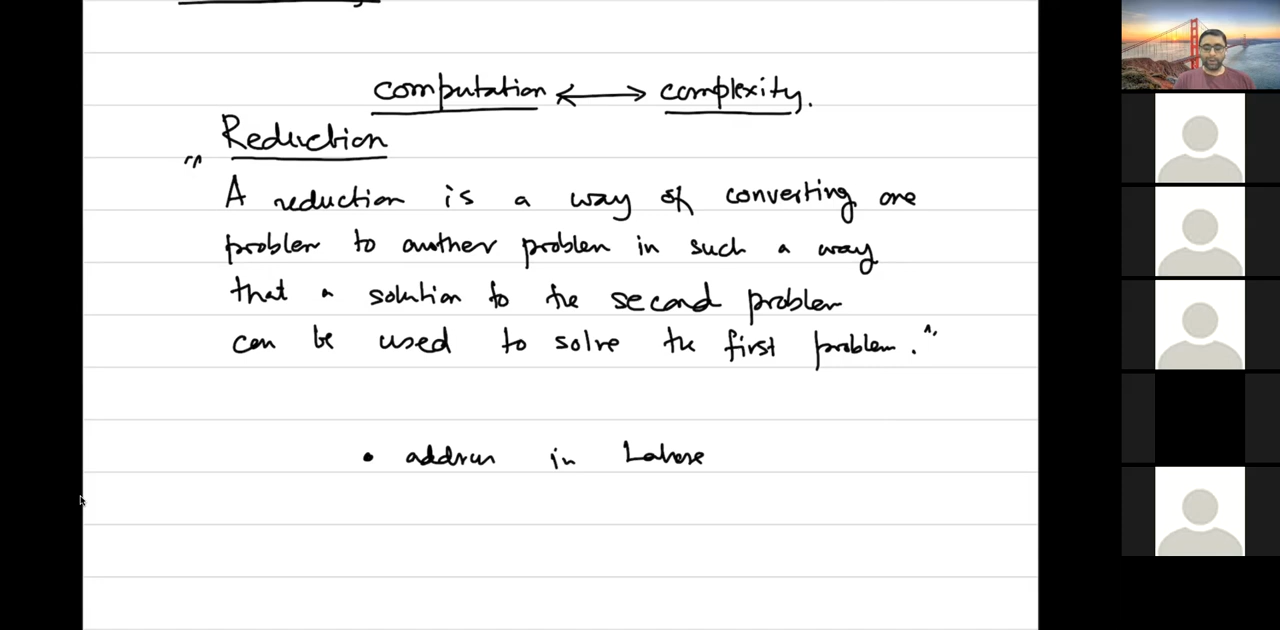 computation ⟷ complexity.
Reduction
"
A reduction is a way of converting one
problem to another problem in such a way
that a solution to the second problem
can be used to solve the first problem."
• address in Lahore